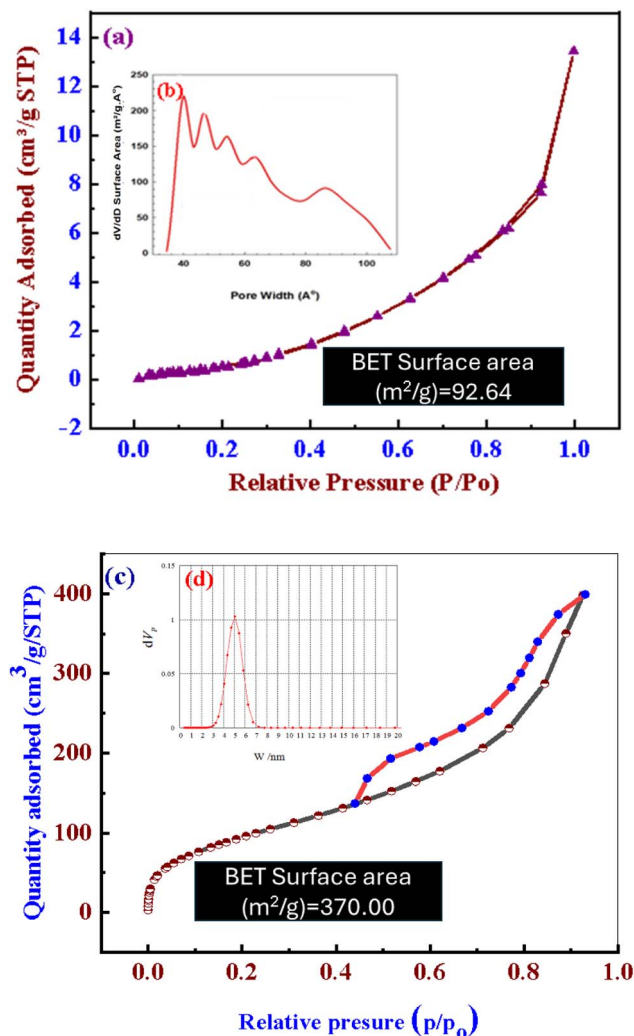 (a)
Quantity Adsorbed (cm³/g STP)
14
12
10
8
6
4
2
0
-2
(b)
dV/dD Surface Area (m²/g.A°)
250
200
150
100
50
0
40 60 80 100
Pore Width (A°)
BET Surface area
(m²/g)=92.64
0.0 0.2 0.4 0.6 0.8 1.0
Relative Pressure (P/Po)
(c)
Quantity adsorbed (cm³/g/STP)
400
300
200
100
0
(d)
dVp
0.15
1
0.05
0
0 1 2 3 4 5 6 7 8 9 10 11 12 13 14 15 16 17 18 19 20
W /nm
BET Surface area
(m²/g)=370.00
0.0 0.2 0.4 0.6 0.8 1.0
Relative presure (p/po)